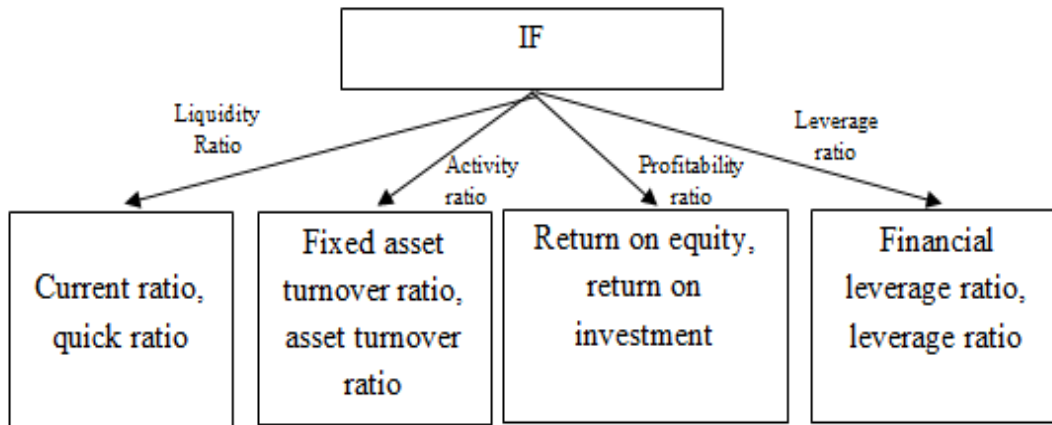 IF
Liquidity
Ratio
Activity
ratio
Profitability
ratio
Leverage
ratio
Current ratio,
quick ratio
Fixed asset
turnover ratio,
asset turnover
ratio
Return on equity,
return on
investment
Financial
leverage ratio,
leverage ratio